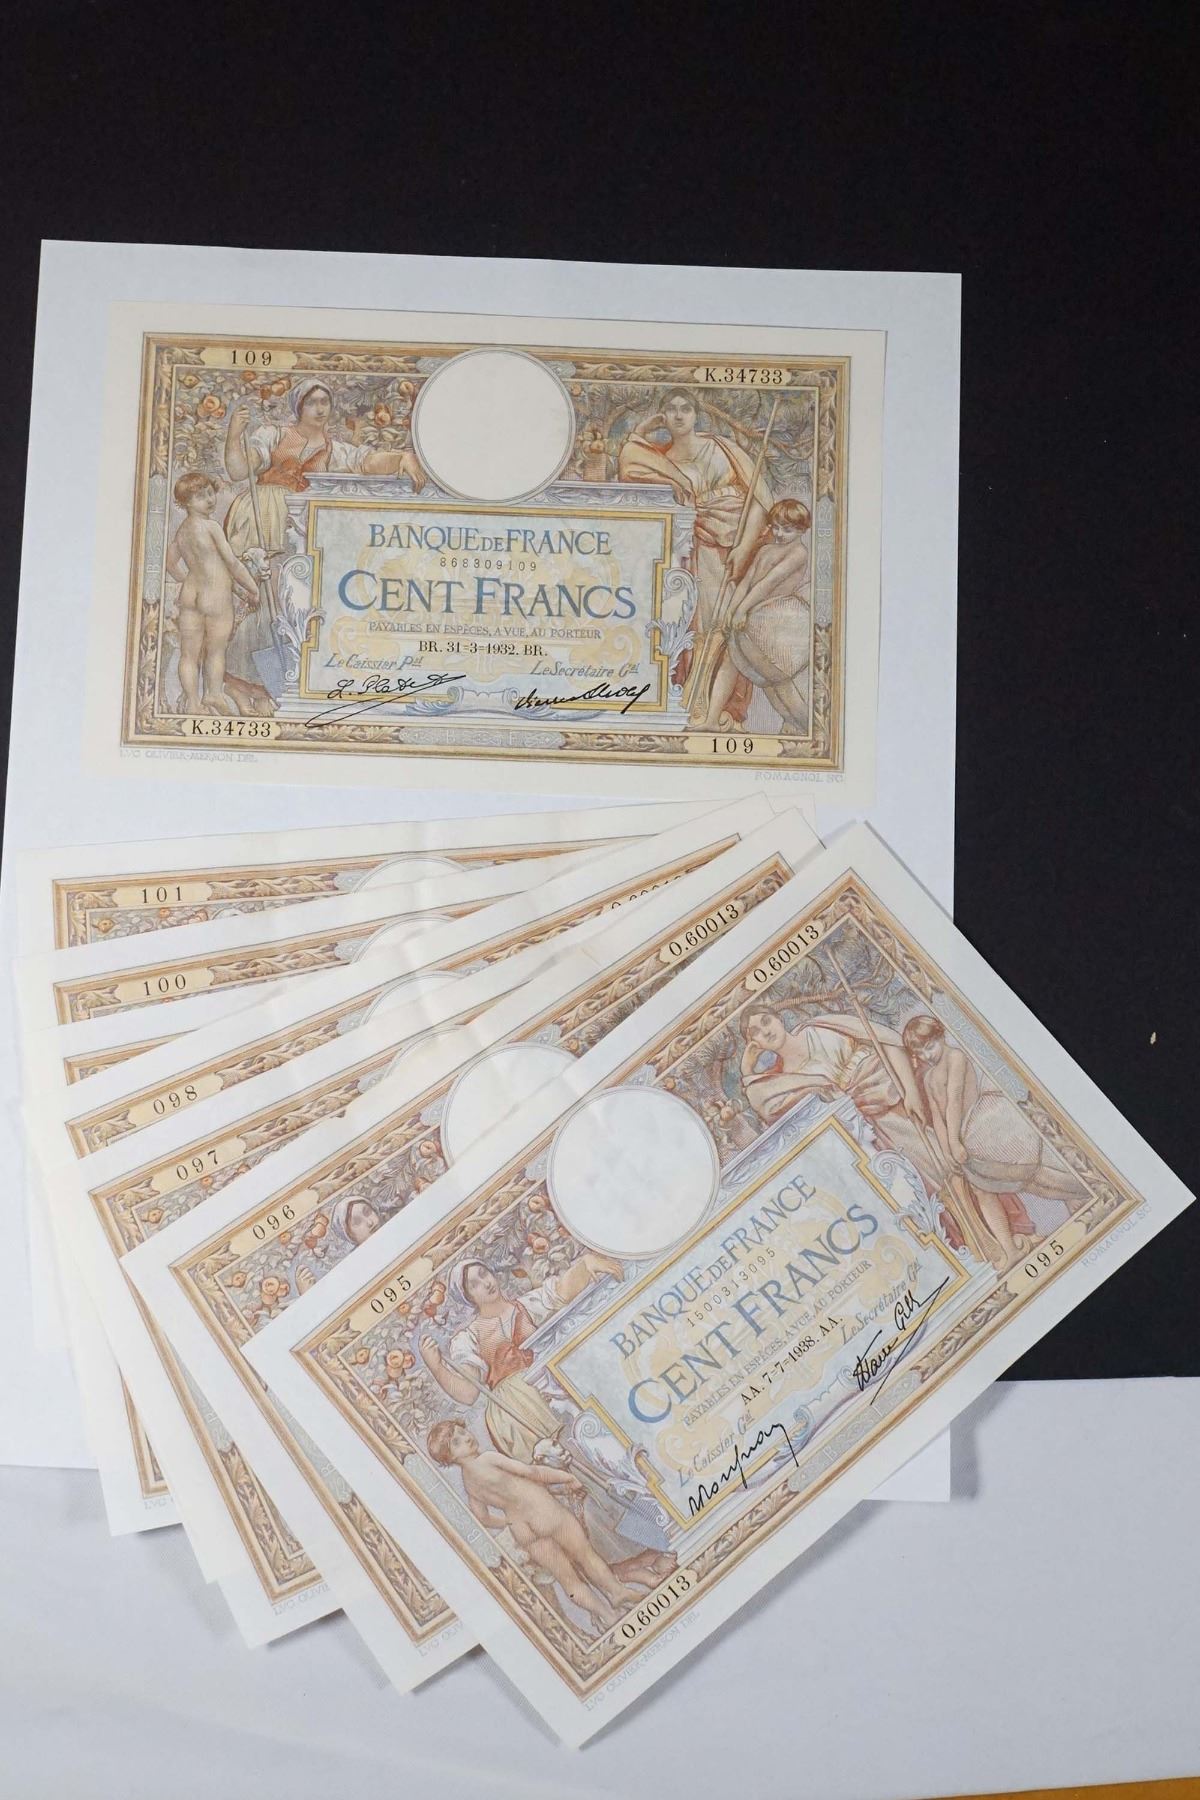 109
K.34733
BANQUE DE FRANCE
868309109
CENT FRANCS
PAYABLES EN ESPÈCES, A VUE, AU PORTEUR
BR. 31=3=1932. BR.
Le Caissier Pal
Le Secrétaire Gal
K.34733
109
LVC OLIVIER-MERSON DEL
ROMAGNOL SC
101
100
098
097
096
0.60013
095
0.60013
BANQUE DE FRANCE
1500313095
CENT FRANCS
PAYABLES EN ESPÈCES, A VUE, AU PORTEUR
AA. 7=7=1938. AA.
Le Caissier Gal
Le Secrétaire Gal
0.60013
095
LVC OLIVIER-MERSON DEL
ROMAGNOL SC